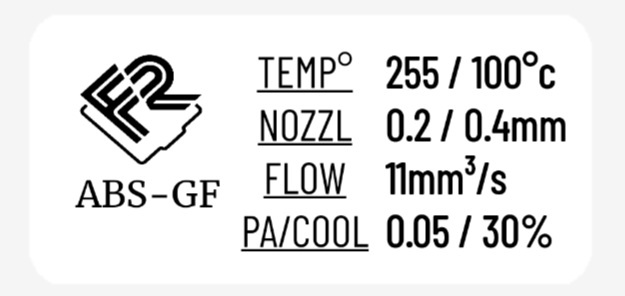 ABS-GF
TEMP° 255 / 100°c
NOZZL 0.2 / 0.4mm
FLOW 11mm³/s
PA/COOL 0.05 / 30%